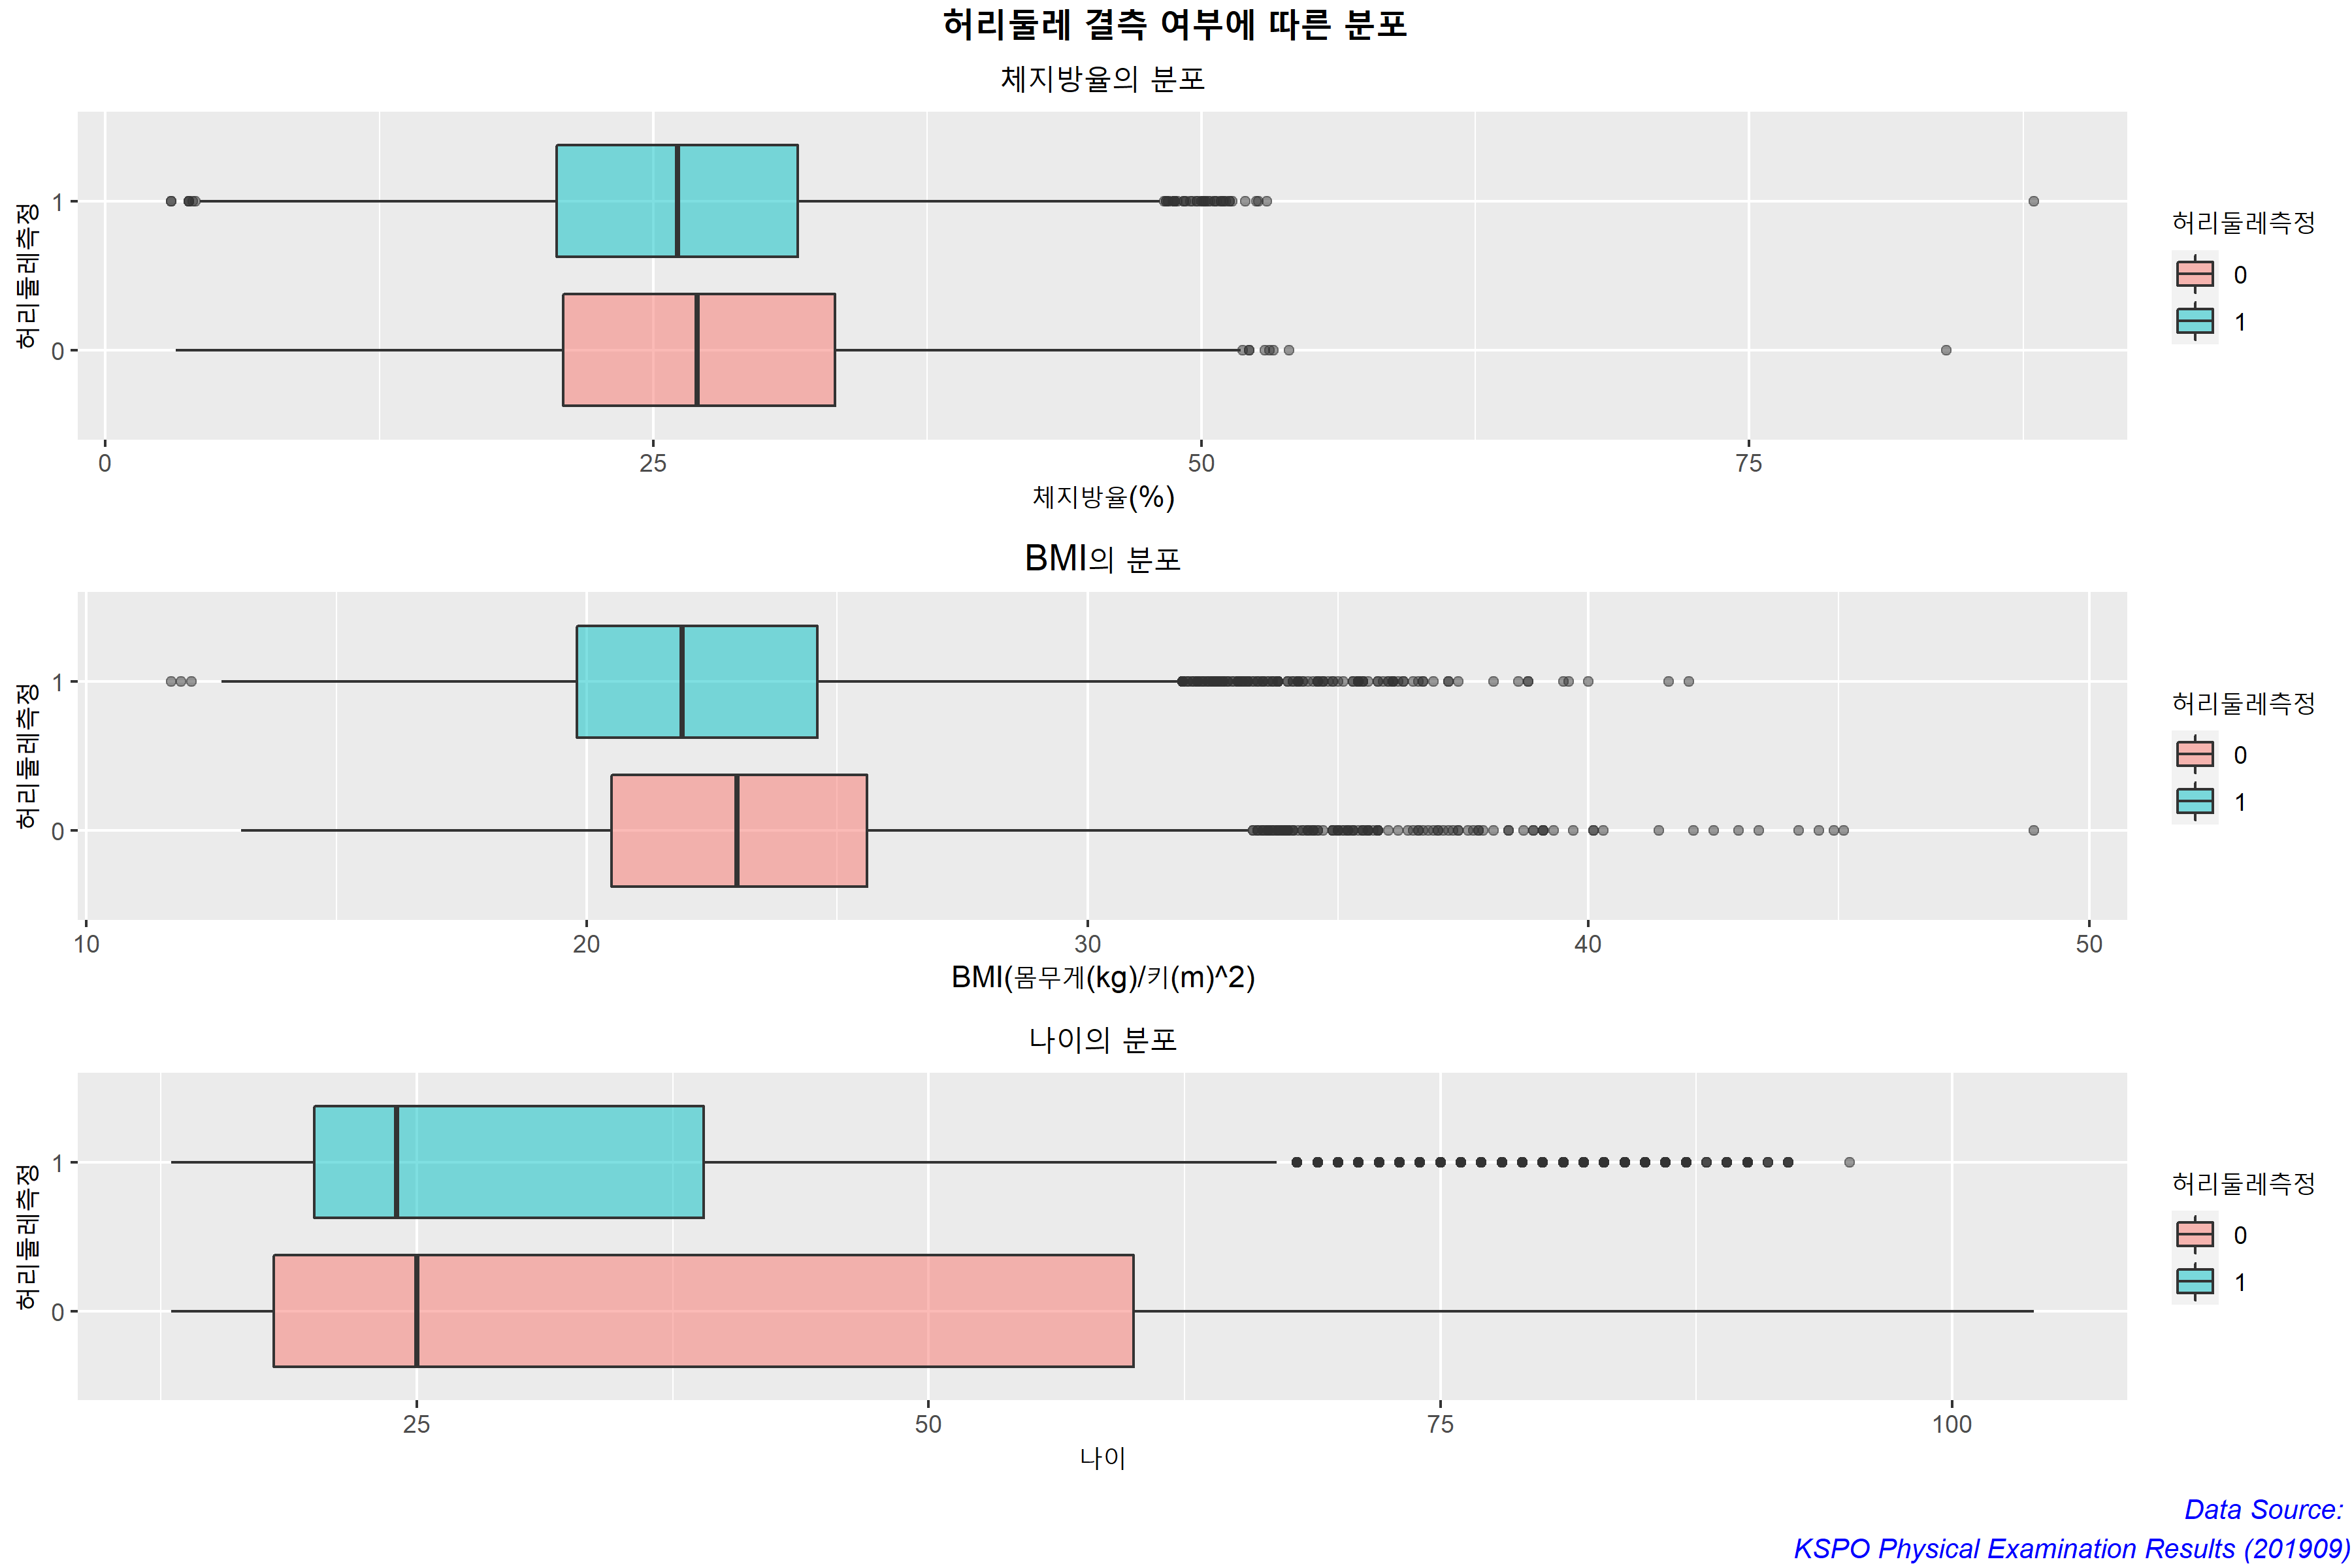 허리둘레 결측 여부에 따른 분포
체지방율의 분포
허리둘레측정
1
0
0 25 50 75
체지방율(%)
허리둘레측정
0
1
BMI의 분포
허리둘레측정
1
0
10 20 30 40 50
BMI(몸무게(kg)/키(m)^2)
허리둘레측정
0
1
나이의 분포
허리둘레측정
1
0
25 50 75 100
나이
허리둘레측정
0
1
Data Source:
KSPO Physical Examination Results (201909)